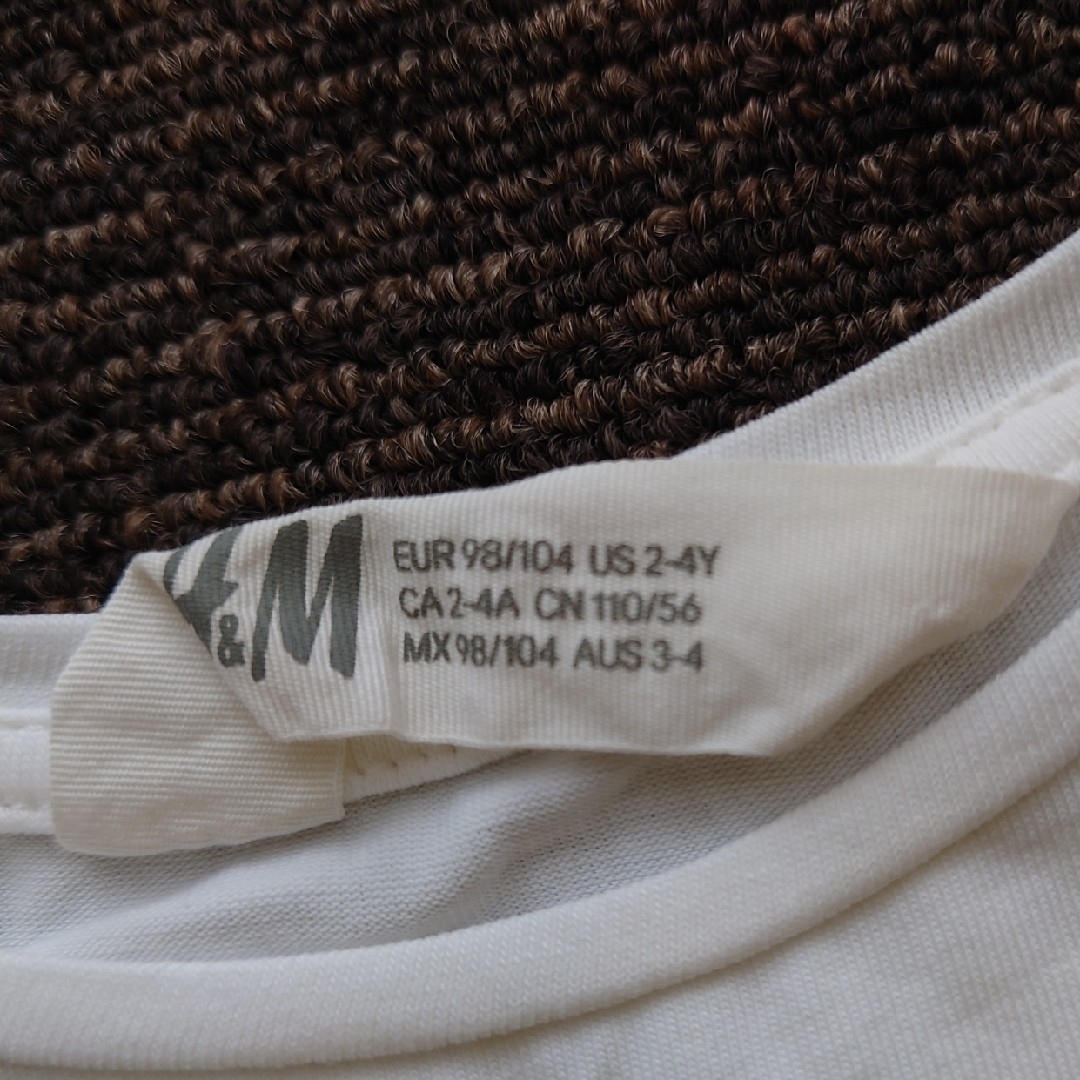 H&M
EUR 98/104 US 2-4Y
CA 2-4A CN 110/56
MX 98/104 AUS 3-4